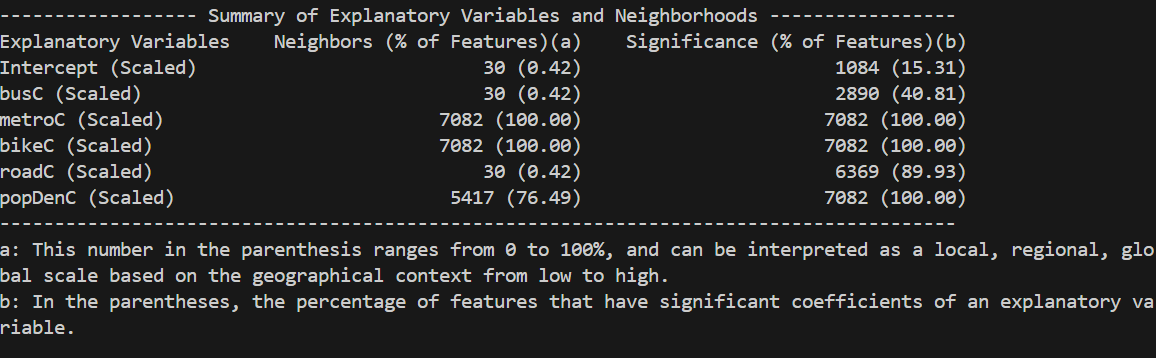 ------------------ Summary of Explanatory Variables and Neighborhoods -----------------
Explanatory Variables    Neighbors (% of Features)(a)    Significance (% of Features)(b)
Intercept (Scaled)                          30 (0.42)                       1084 (15.31)
busC (Scaled)                               30 (0.42)                       2890 (40.81)
metroC (Scaled)                         7082 (100.00)                      7082 (100.00)
bikeC (Scaled)                          7082 (100.00)                      7082 (100.00)
roadC (Scaled)                              30 (0.42)                       6369 (89.93)
popDenC (Scaled)                         5417 (76.49)                      7082 (100.00)
----------------------------------------------------------------------------------------
a: This number in the parenthesis ranges from 0 to 100%, and can be interpreted as a local, regional, glo
bal scale based on the geographical context from low to high.
b: In the parentheses, the percentage of features that have significant coefficients of an explanatory va
riable.